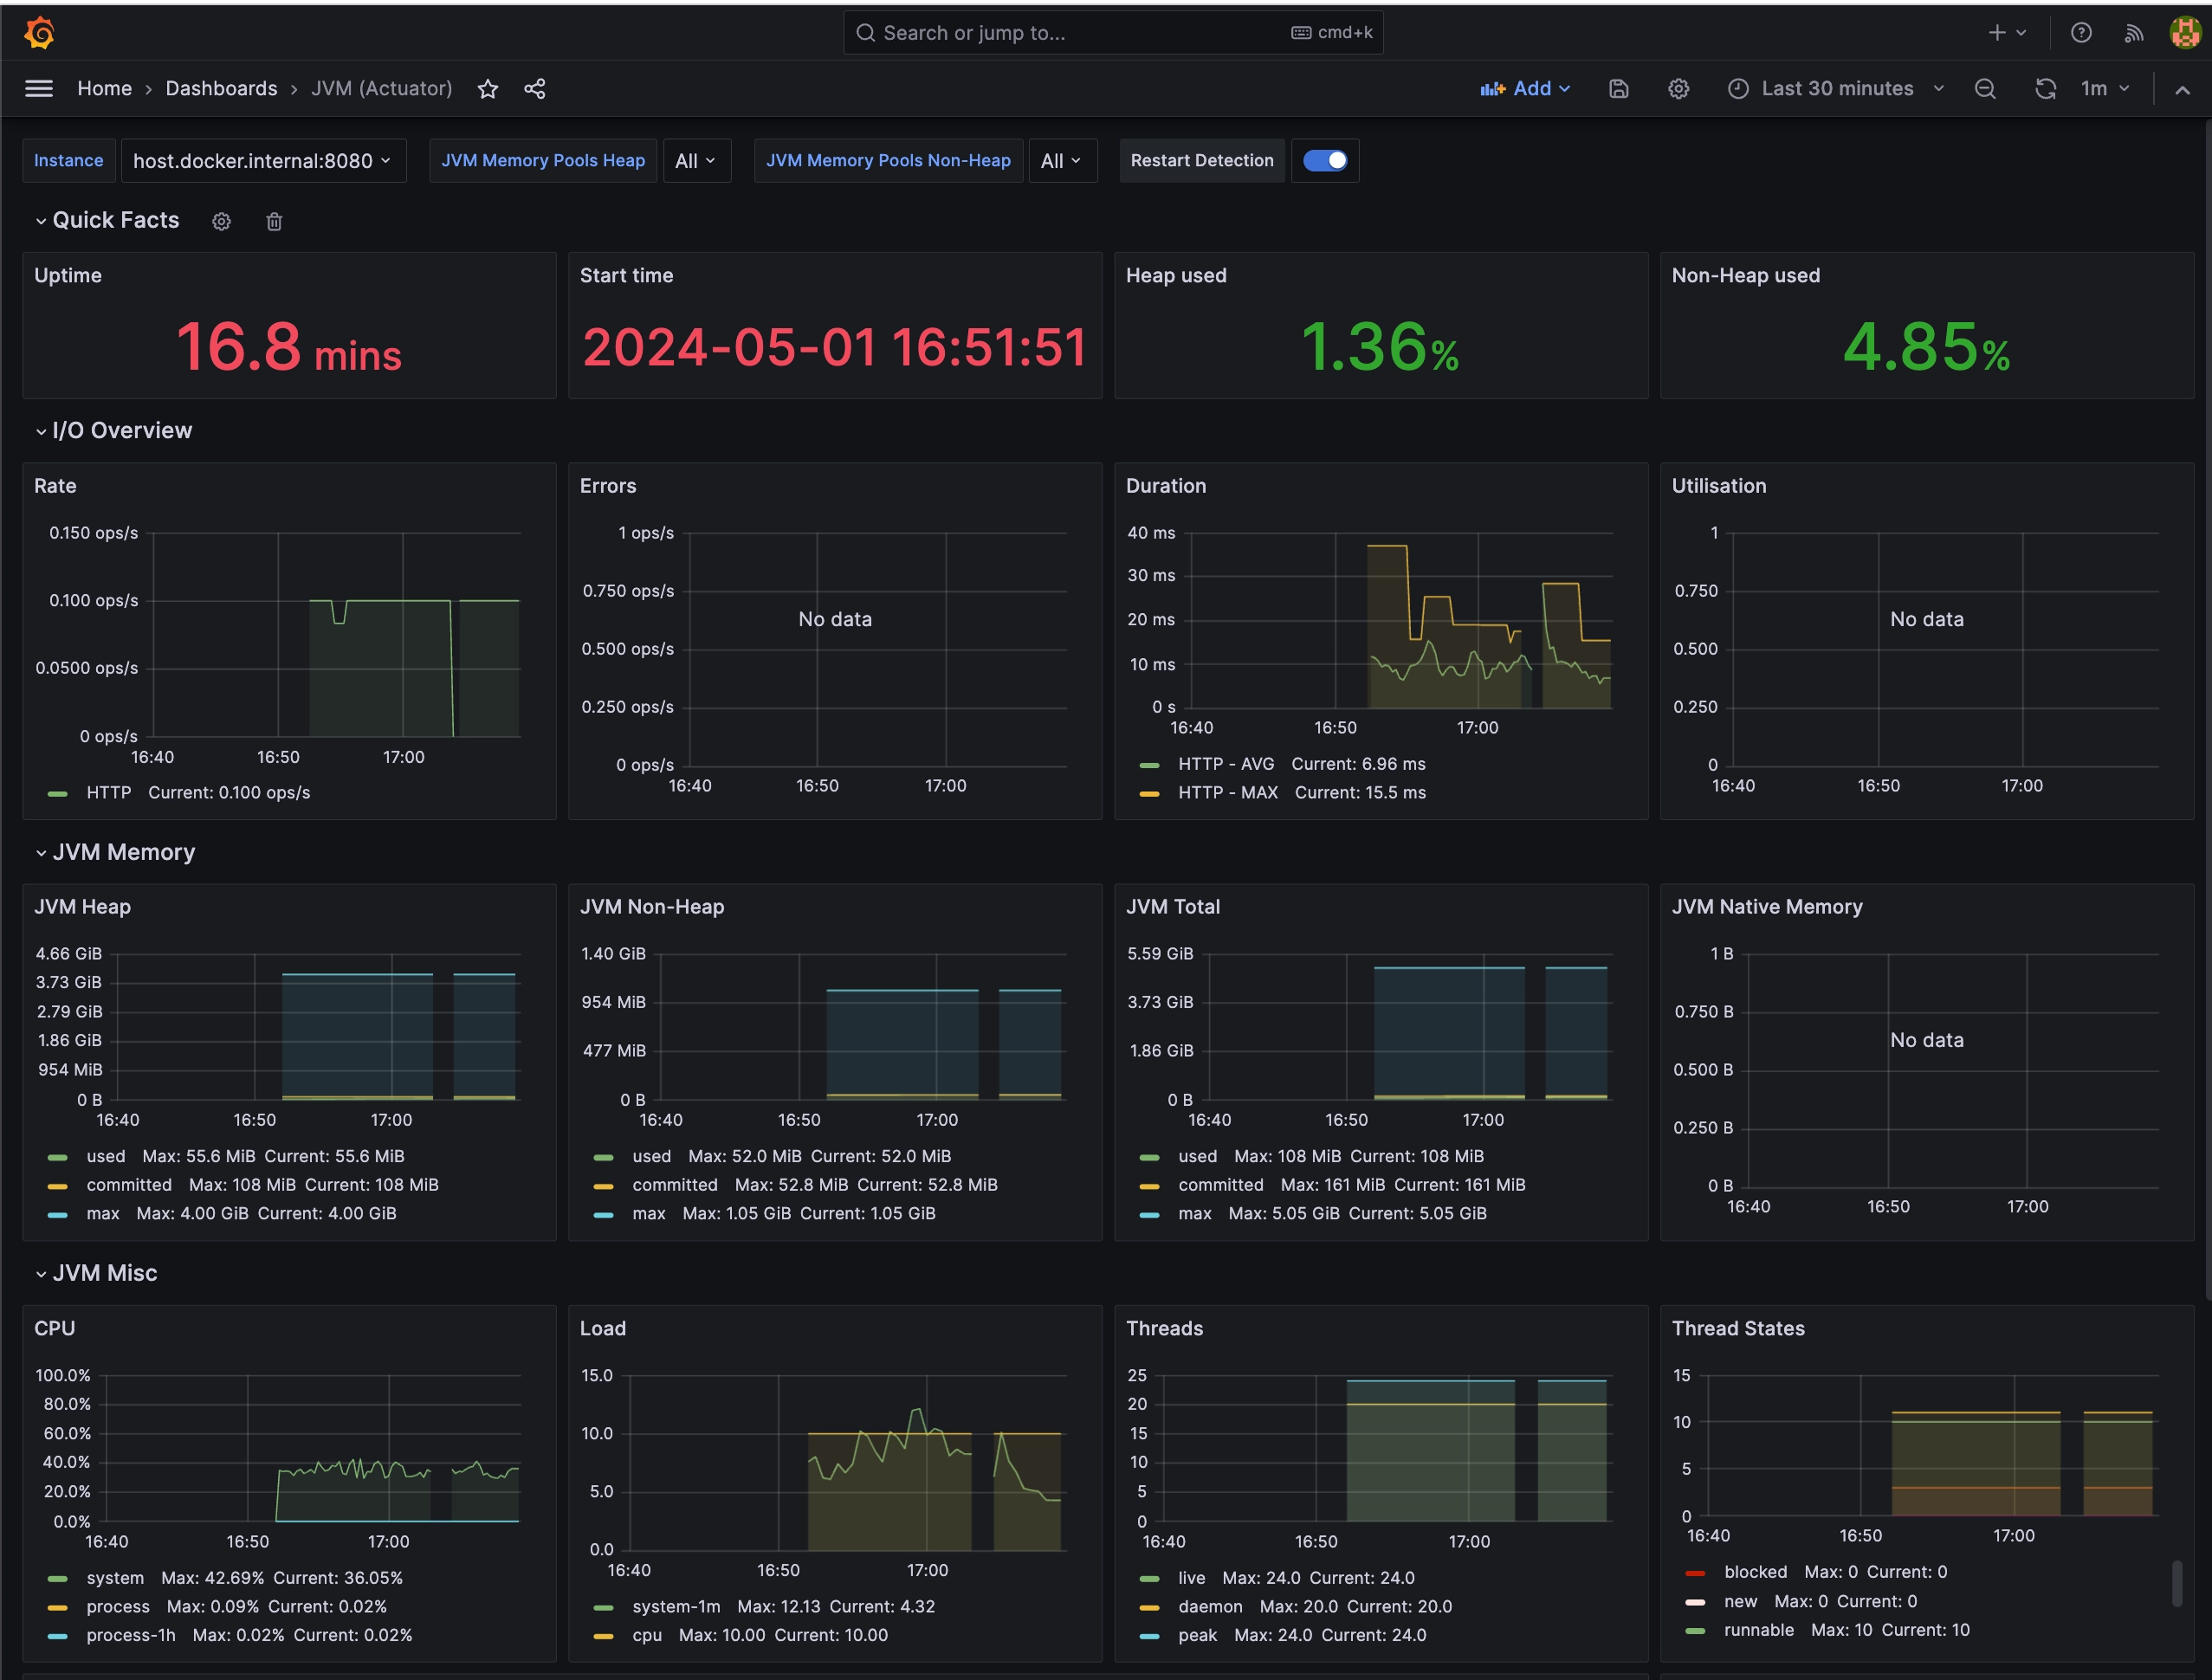 Search or jump to... cmd+k
Home › Dashboards › JVM (Actuator) Add Last 30 minutes 1m
Instance host.docker.internal:8080 JVM Memory Pools Heap All JVM Memory Pools Non-Heap All Restart Detection
Quick Facts
Uptime
16.8 mins
Start time
2024-05-01 16:51:51
Heap used
1.36%
Non-Heap used
4.85%
I/O Overview
Rate
0.150 ops/s
0.100 ops/s
0.0500 ops/s
0 ops/s
16:40 16:50 17:00
HTTP Current: 0.100 ops/s
Errors
1 ops/s
0.750 ops/s
0.500 ops/s
0.250 ops/s
0 ops/s
No data
16:40 16:50 17:00
Duration
40 ms
30 ms
20 ms
10 ms
0 s
16:40 16:50 17:00
HTTP - AVG Current: 6.96 ms
HTTP - MAX Current: 15.5 ms
Utilisation
1
0.750
0.500
0.250
0
No data
16:40 16:50 17:00
JVM Memory
JVM Heap
4.66 GiB
3.73 GiB
2.79 GiB
1.86 GiB
954 MiB
0 B
16:40 16:50 17:00
used Max: 55.6 MiB Current: 55.6 MiB
committed Max: 108 MiB Current: 108 MiB
max Max: 4.00 GiB Current: 4.00 GiB
JVM Non-Heap
1.40 GiB
954 MiB
477 MiB
0 B
16:40 16:50 17:00
used Max: 52.0 MiB Current: 52.0 MiB
committed Max: 52.8 MiB Current: 52.8 MiB
max Max: 1.05 GiB Current: 1.05 GiB
JVM Total
5.59 GiB
3.73 GiB
1.86 GiB
0 B
16:40 16:50 17:00
used Max: 108 MiB Current: 108 MiB
committed Max: 161 MiB Current: 161 MiB
max Max: 5.05 GiB Current: 5.05 GiB
JVM Native Memory
1 B
0.750 B
0.500 B
0.250 B
0 B
No data
16:40 16:50 17:00
JVM Misc
CPU
100.0%
80.0%
60.0%
40.0%
20.0%
0.0%
16:40 16:50 17:00
system Max: 42.69% Current: 36.05%
process Max: 0.09% Current: 0.02%
process-1h Max: 0.02% Current: 0.02%
Load
15.0
10.0
5.0
0.0
16:40 16:50 17:00
system-1m Max: 12.13 Current: 4.32
cpu Max: 10.00 Current: 10.00
Threads
25
20
15
10
5
0
16:40 16:50 17:00
live Max: 24.0 Current: 24.0
daemon Max: 20.0 Current: 20.0
peak Max: 24.0 Current: 24.0
Thread States
15
10
5
0
16:40 16:50 17:00
blocked Max: 0 Current: 0
new Max: 0 Current: 0
runnable Max: 10 Current: 10